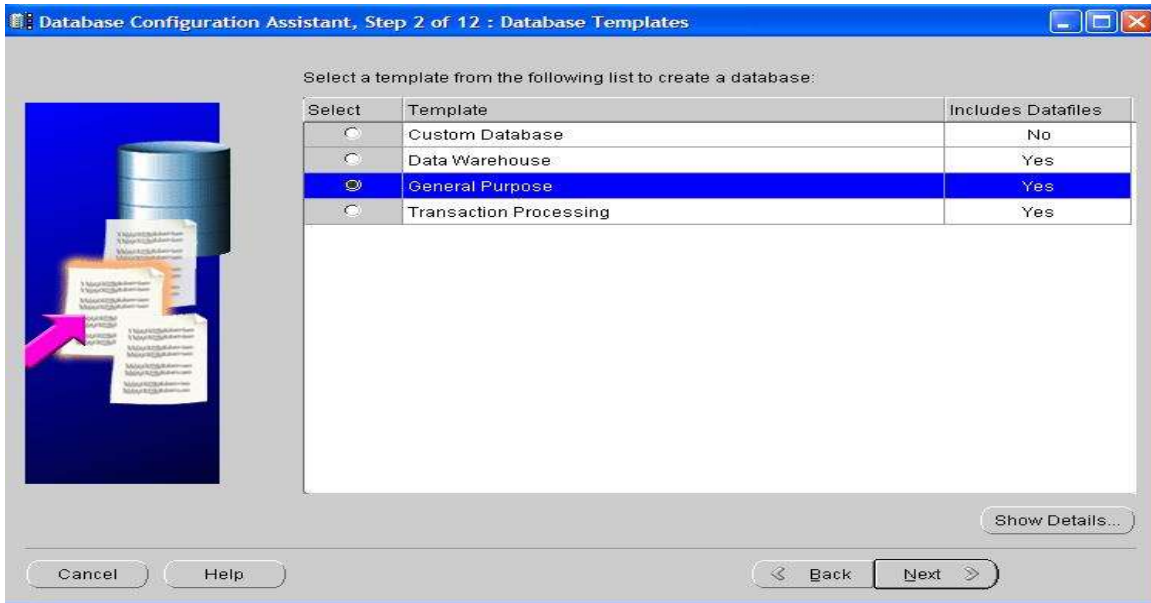 Database Configuration Assistant, Step 2 of 12 : Database Templates
Select a template from the following list to create a database:
Select Template Includes Datafiles
Custom Database No
Data Warehouse Yes
General Purpose Yes
Transaction Processing Yes
Show Details...
Cancel Help Back Next